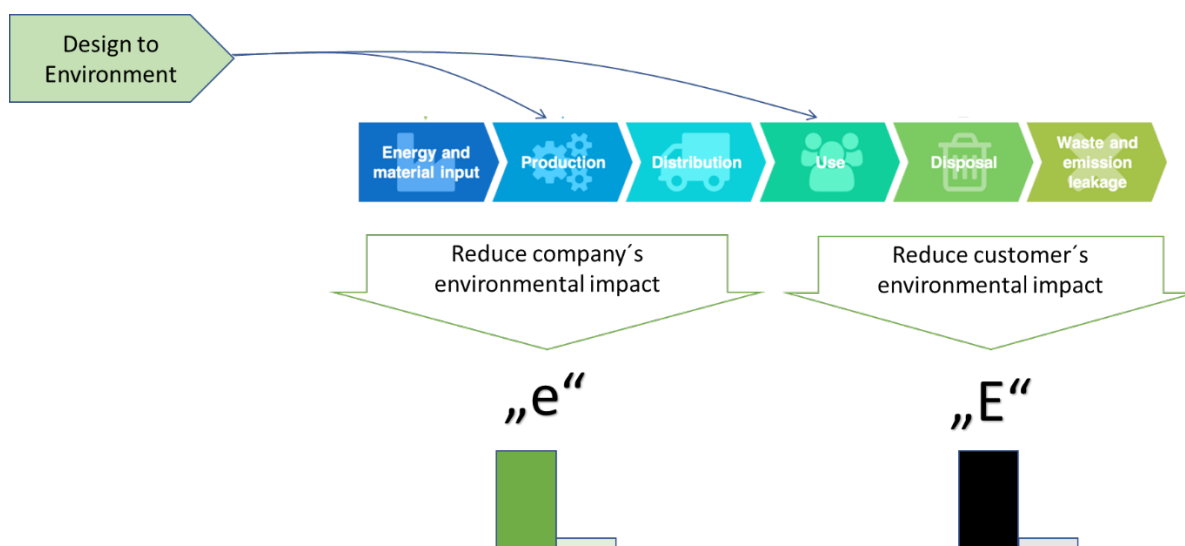 Design to
Environment
Energy and
material input
Production
Distribution
Use
Disposal
Waste and
emission
leakage
Reduce company´s
environmental impact
Reduce customer´s
environmental impact
„e“
„E“